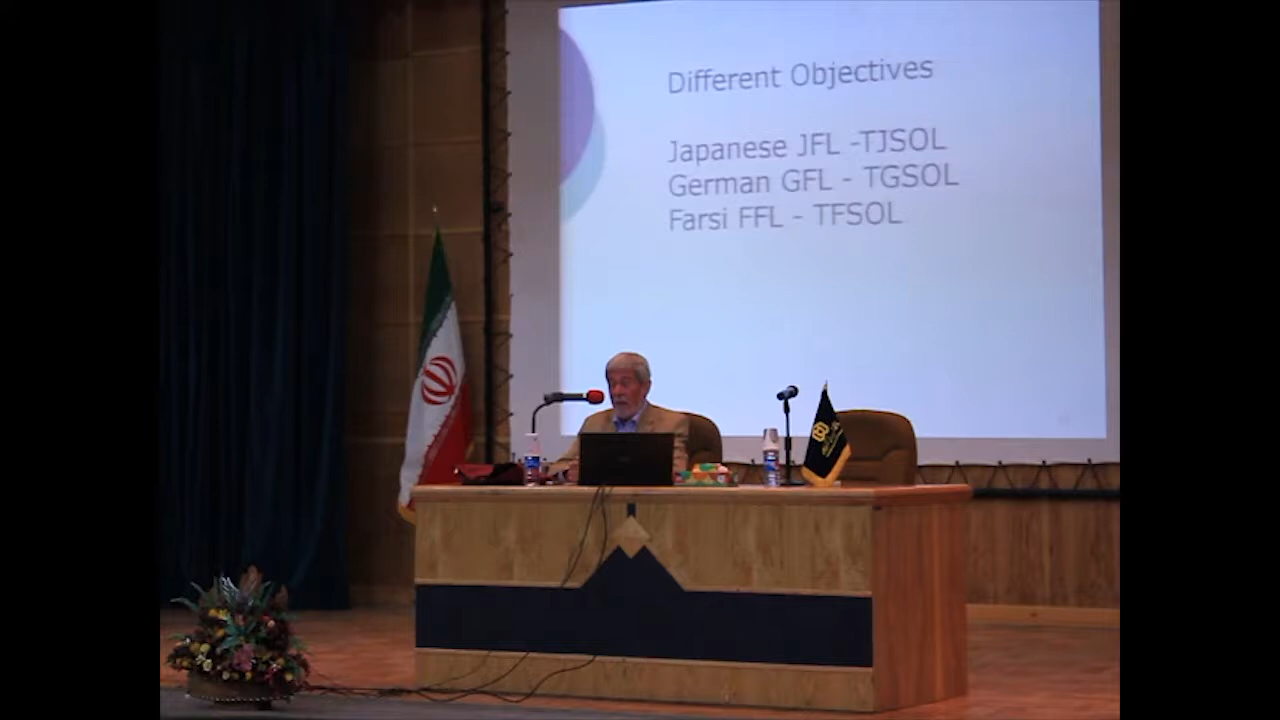 Different Objectives
Japanese JFL -TJSOL
German GFL - TGSOL
Farsi FFL - TFSOL